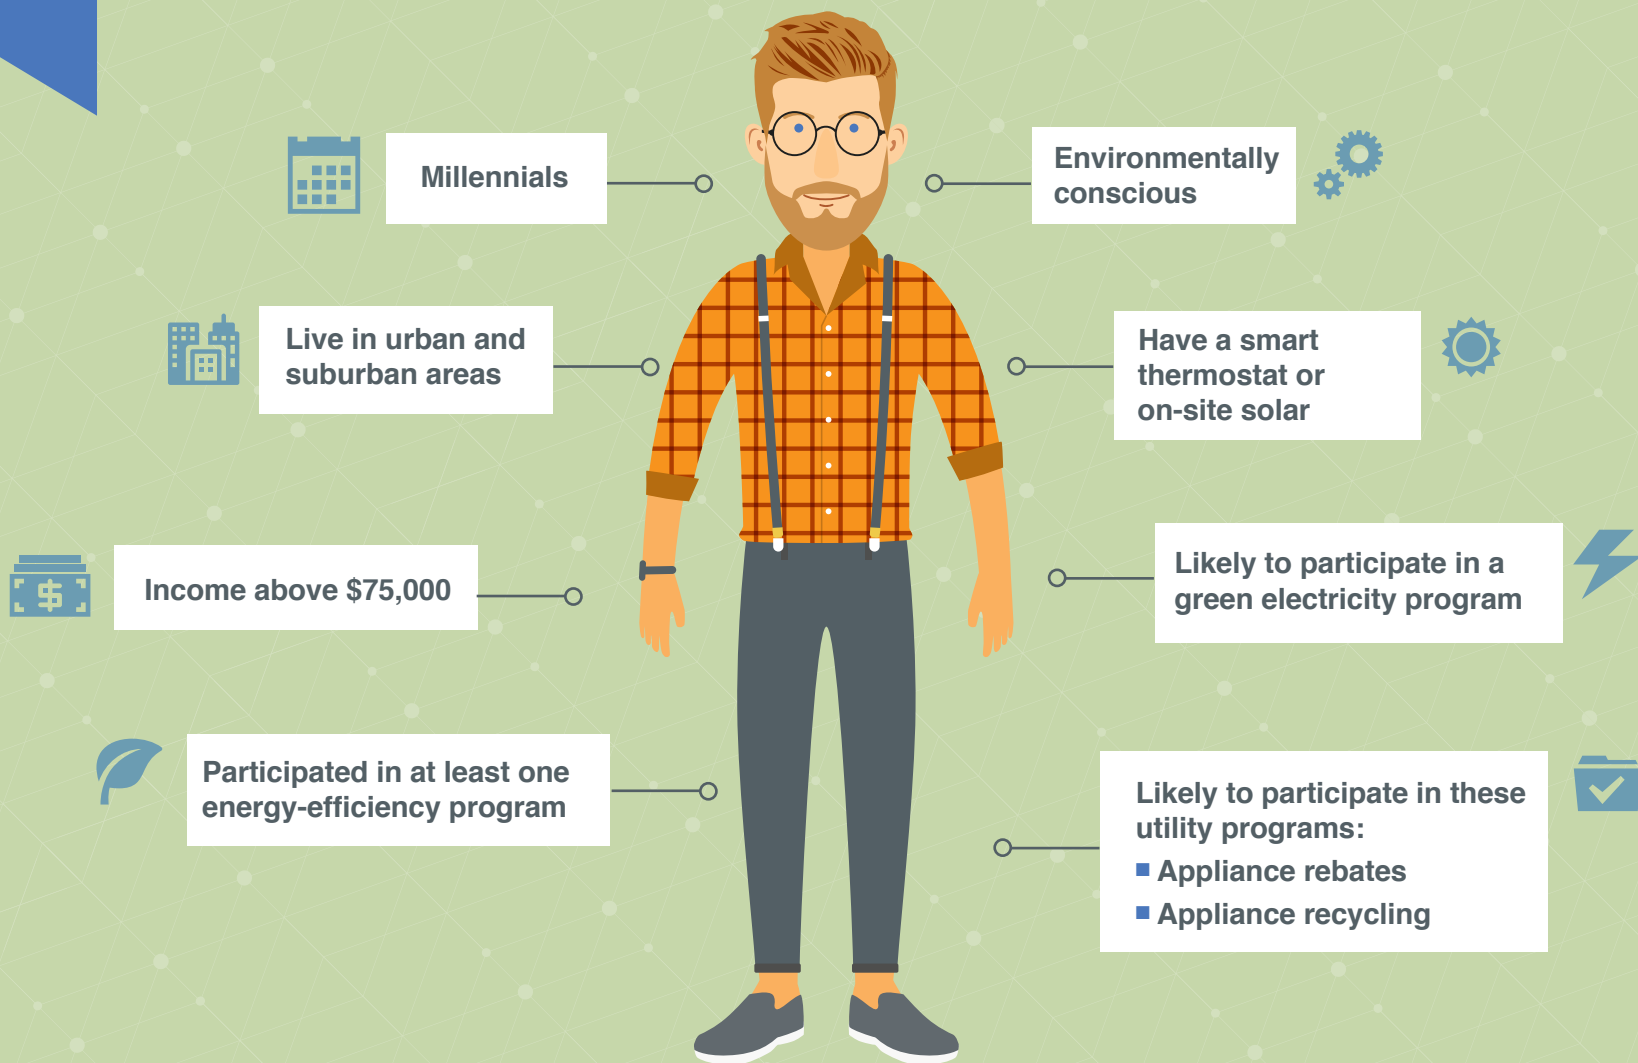 Millennials
Environmentally
conscious
Live in urban and
suburban areas
Have a smart
thermostat or
on-site solar
Income above $75,000
Likely to participate in a
green electricity program
Participated in at least one
energy-efficiency program
Likely to participate in these
utility programs:
■ Appliance rebates
■ Appliance recycling